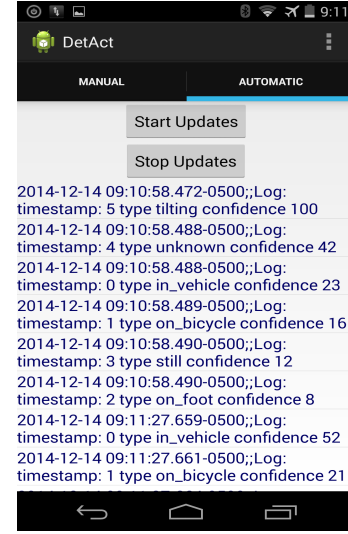 9:11
DetAct
MANUAL AUTOMATIC
Start Updates
Stop Updates
2014-12-14 09:10:58.472-0500;;Log:
timestamp: 5 type tilting confidence 100
2014-12-14 09:10:58.488-0500;;Log:
timestamp: 4 type unknown confidence 42
2014-12-14 09:10:58.488-0500;;Log:
timestamp: 0 type in_vehicle confidence 23
2014-12-14 09:10:58.489-0500;;Log:
timestamp: 1 type on_bicycle confidence 16
2014-12-14 09:10:58.490-0500;;Log:
timestamp: 3 type still confidence 12
2014-12-14 09:10:58.490-0500;;Log:
timestamp: 2 type on_foot confidence 8
2014-12-14 09:11:27.659-0500;;Log:
timestamp: 0 type in_vehicle confidence 52
2014-12-14 09:11:27.661-0500;;Log:
timestamp: 1 type on_bicycle confidence 21